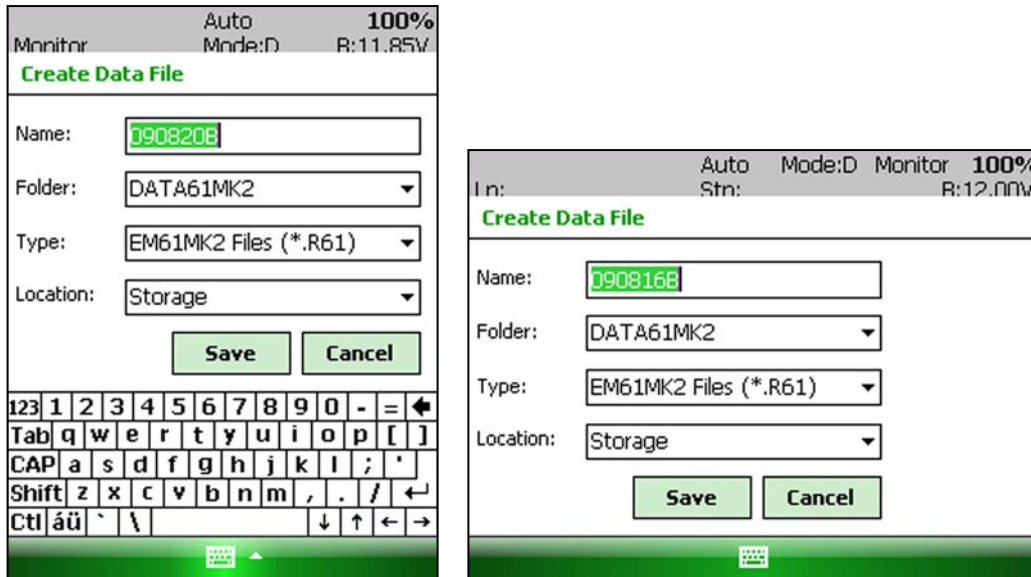 Auto 100%
Monitor Mode:D B:11.85V
Create Data File
Name: 090820B
Folder: DATA61MK2
Type: EM61MK2 Files (*.R61)
Location: Storage
Save Cancel
123 1 2 3 4 5 6 7 8 9 0 - =
Tab q w e r t y u i o p [ ]
CAP a s d f g h j k l ; '
Shift z x c v b n m , . /
Ctl áü ` \ ↓ ↑ ← →
Auto Mode:D Monitor 100%
Ln: Stn: B:12.00V
Create Data File
Name: 090816B
Folder: DATA61MK2
Type: EM61MK2 Files (*.R61)
Location: Storage
Save Cancel